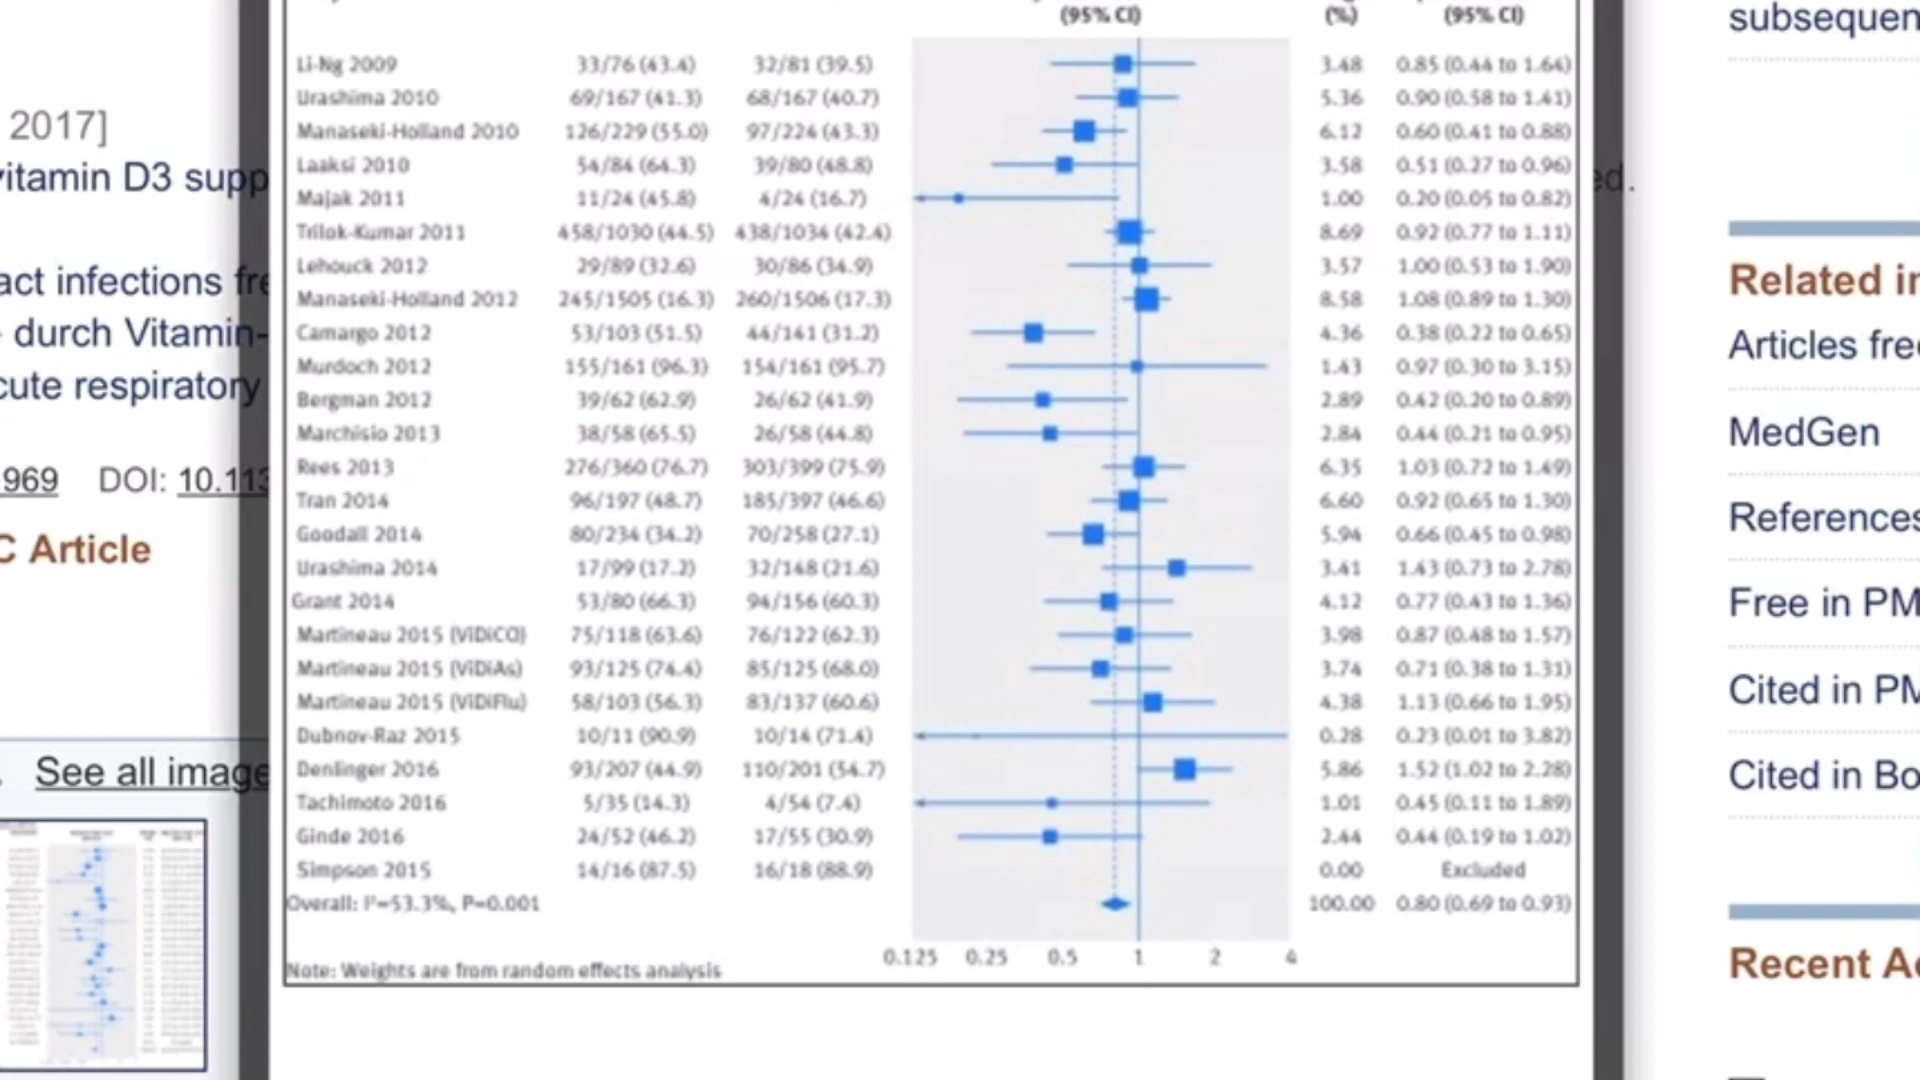 (95% CI) (%) (95% CI)
Li-Ng 2009 33/76 (43.4) 32/81 (39.5) 3.48 0.85 (0.44 to 1.64)
Urashima 2010 69/167 (41.3) 68/167 (40.7) 5.36 0.90 (0.58 to 1.41)
Manaseki-Holland 2010 126/229 (55.0) 97/224 (43.3) 6.12 0.60 (0.41 to 0.88)
Laaksi 2010 54/84 (64.3) 39/80 (48.8) 3.58 0.51 (0.27 to 0.96)
Majak 2011 11/24 (45.8) 4/24 (16.7) 1.00 0.20 (0.05 to 0.82)
Trilok-Kumar 2011 458/1030 (44.5) 438/1034 (42.4) 8.69 0.92 (0.77 to 1.11)
Lehouck 2012 29/89 (32.6) 30/86 (34.9) 3.57 1.00 (0.53 to 1.90)
Manaseki-Holland 2012 245/1505 (16.3) 260/1506 (17.3) 8.58 1.08 (0.89 to 1.30)
Camargo 2012 53/103 (51.5) 44/141 (31.2) 4.36 0.38 (0.22 to 0.65)
Murdoch 2012 155/161 (96.3) 154/161 (95.7) 1.43 0.97 (0.30 to 3.15)
Bergman 2012 39/62 (62.9) 26/62 (41.9) 2.89 0.42 (0.20 to 0.89)
Marchisio 2013 38/58 (65.5) 26/58 (44.8) 2.84 0.44 (0.21 to 0.95)
Rees 2013 276/360 (76.7) 303/399 (75.9) 6.35 1.03 (0.72 to 1.49)
Tran 2014 96/197 (48.7) 185/397 (46.6) 6.60 0.92 (0.65 to 1.30)
Goodall 2014 80/234 (34.2) 70/258 (27.1) 5.94 0.66 (0.45 to 0.98)
Urashima 2014 17/99 (17.2) 32/148 (21.6) 3.41 1.43 (0.73 to 2.78)
Grant 2014 53/80 (66.3) 94/156 (60.3) 4.12 0.77 (0.43 to 1.36)
Martineau 2015 (ViDiCO) 75/118 (63.6) 76/122 (62.3) 3.98 0.87 (0.48 to 1.57)
Martineau 2015 (ViDiAs) 93/125 (74.4) 85/125 (68.0) 3.74 0.71 (0.38 to 1.31)
Martineau 2015 (ViDiFlu) 58/103 (56.3) 83/137 (60.6) 4.38 1.13 (0.66 to 1.95)
Dubnov-Raz 2015 10/11 (90.9) 10/14 (71.4) 0.28 0.23 (0.01 to 3.82)
Denlinger 2016 93/207 (44.9) 110/201 (54.7) 5.86 1.52 (1.02 to 2.28)
Tachimoto 2016 5/35 (14.3) 4/54 (7.4) 1.01 0.45 (0.11 to 1.89)
Ginde 2016 24/52 (46.2) 17/55 (30.9) 2.44 0.44 (0.19 to 1.02)
Simpson 2015 14/16 (87.5) 16/18 (88.9) 0.00 Excluded
Overall: I²=53.3%, P=0.001 100.00 0.80 (0.69 to 0.93)
0.125 0.25 0.5 1 2 4
Note: Weights are from random effects analysis
2017]
vitamin D3 supp
ed.
act infections fre
durch Vitamin-
cute respiratory
969 DOI: 10.113
C Article
See all image
subsequen
Related in
Articles free
MedGen
References
Free in PM
Cited in PM
Cited in Bo
Recent Ac